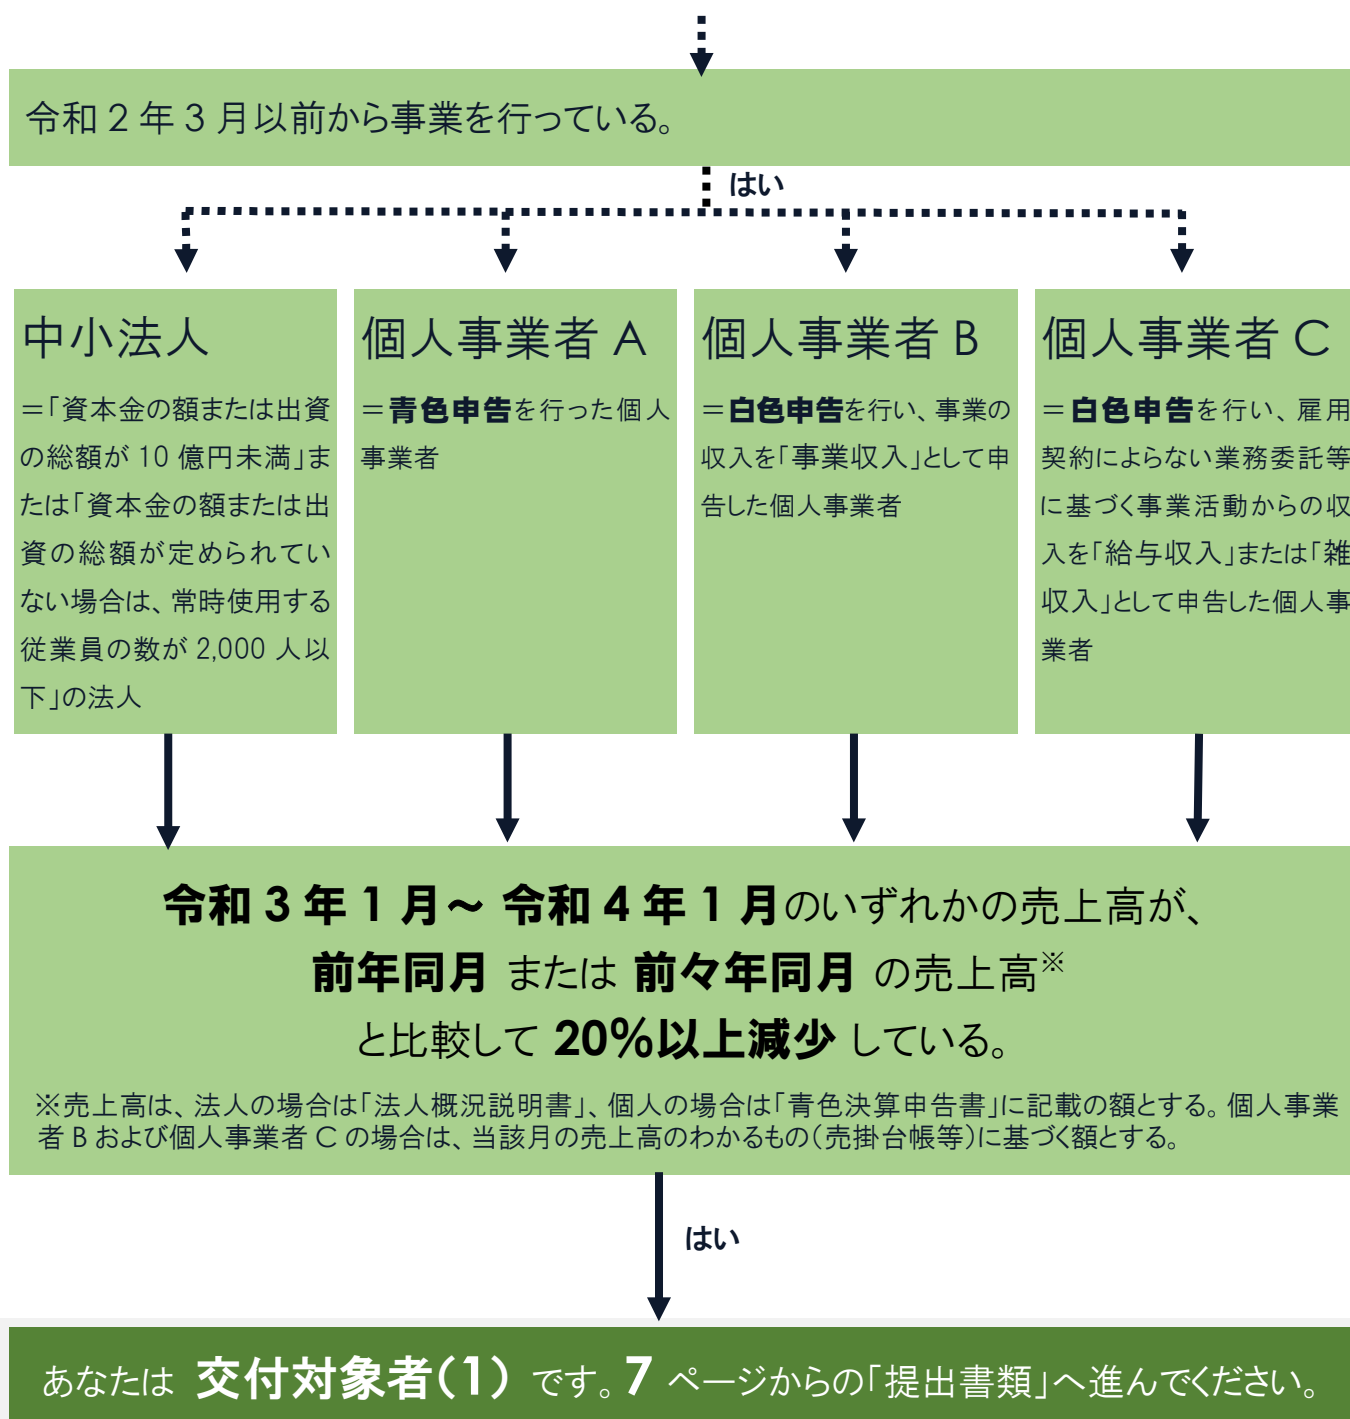 令和2年3月以前から事業を行っている。
はい
中小法人
＝「資本金の額または出資
の総額が10億円未満」ま
たは「資本金の額または出
資の総額が定められてい
ない場合は、常時使用する
従業員の数が2,000人以
下」の法人
個人事業者A
＝青色申告を行った個人
事業者
個人事業者B
＝白色申告を行い、事業の
収入を「事業収入」として申
告した個人事業者
個人事業者C
＝白色申告を行い、雇用
契約によらない業務委託等
に基づく事業活動からの収
入を「給与収入」または「雑
収入」として申告した個人事
業者
令和3年1月～令和4年1月のいずれかの売上高が、
前年同月 または 前々年同月 の売上高※
と比較して 20%以上減少 している。
※売上高は、法人の場合は「法人概況説明書」、個人の場合は「青色決算申告書」に記載の額とする。個人事業
者Bおよび個人事業者Cの場合は、当該月の売上高のわかるもの（売掛台帳等）に基づく額とする。
はい
あなたは 交付対象者(1) です。7 ページからの「提出書類」へ進んでください。